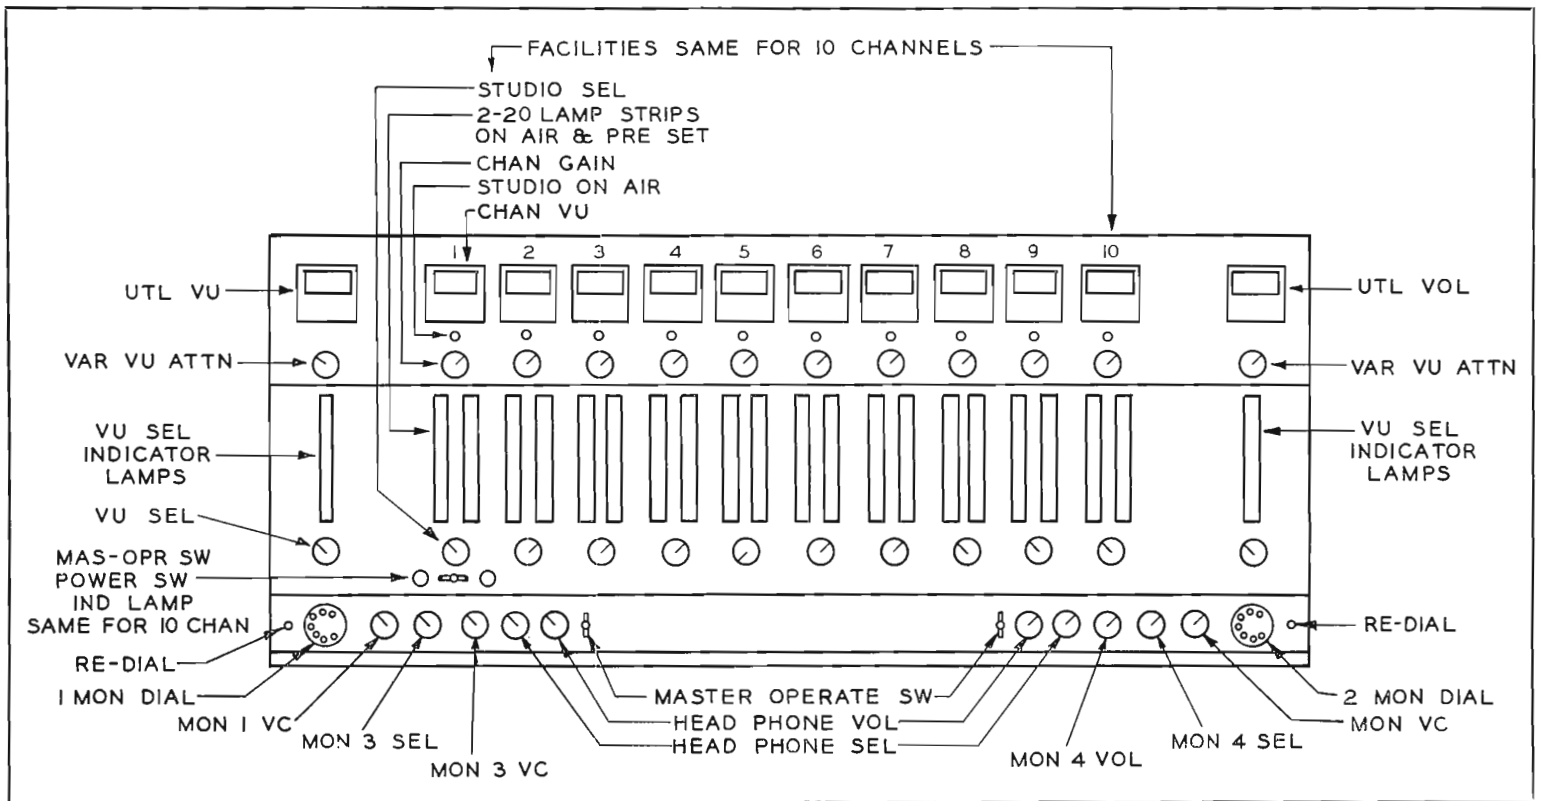 FACILITIES SAME FOR 10 CHANNELS
STUDIO SEL
2-20 LAMP STRIPS
ON AIR & PRE SET
CHAN GAIN
STUDIO ON AIR
CHAN VU
1 2 3 4 5 6 7 8 9 10
UTL VU
UTL VOL
VAR VU ATTN
VAR VU ATTN
VU SEL
INDICATOR
LAMPS
VU SEL
INDICATOR
LAMPS
VU SEL
MAS-OPR SW
POWER SW
IND LAMP
SAME FOR 10 CHAN
RE-DIAL
RE-DIAL
1 MON DIAL
MON 1 VC
MON 3 SEL
MON 3 VC
MASTER OPERATE SW
HEAD PHONE VOL
HEAD PHONE SEL
2 MON DIAL
MON VC
MON 4 SEL
MON 4 VOL